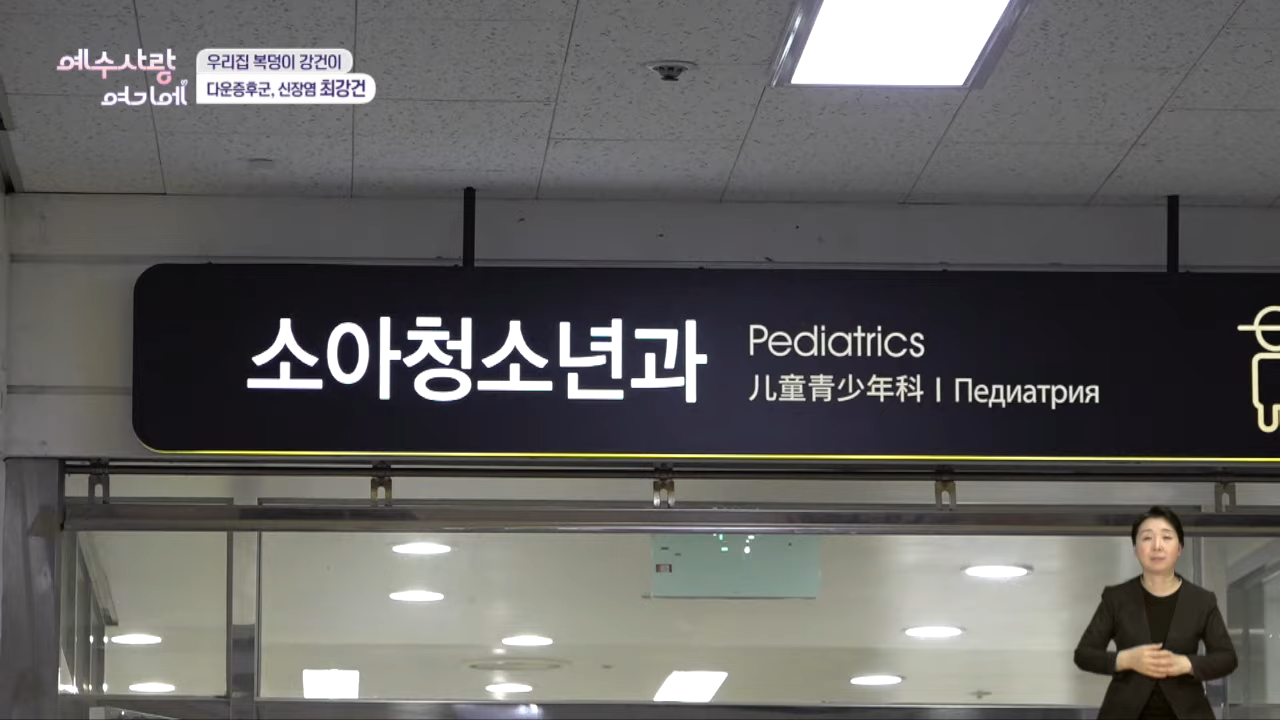 예수사랑
여기에
우리집 복덩이 강건이
다운증후군, 신장염 최강건
소아청소년과
Pediatrics
儿童青少年科 | Педиатрия